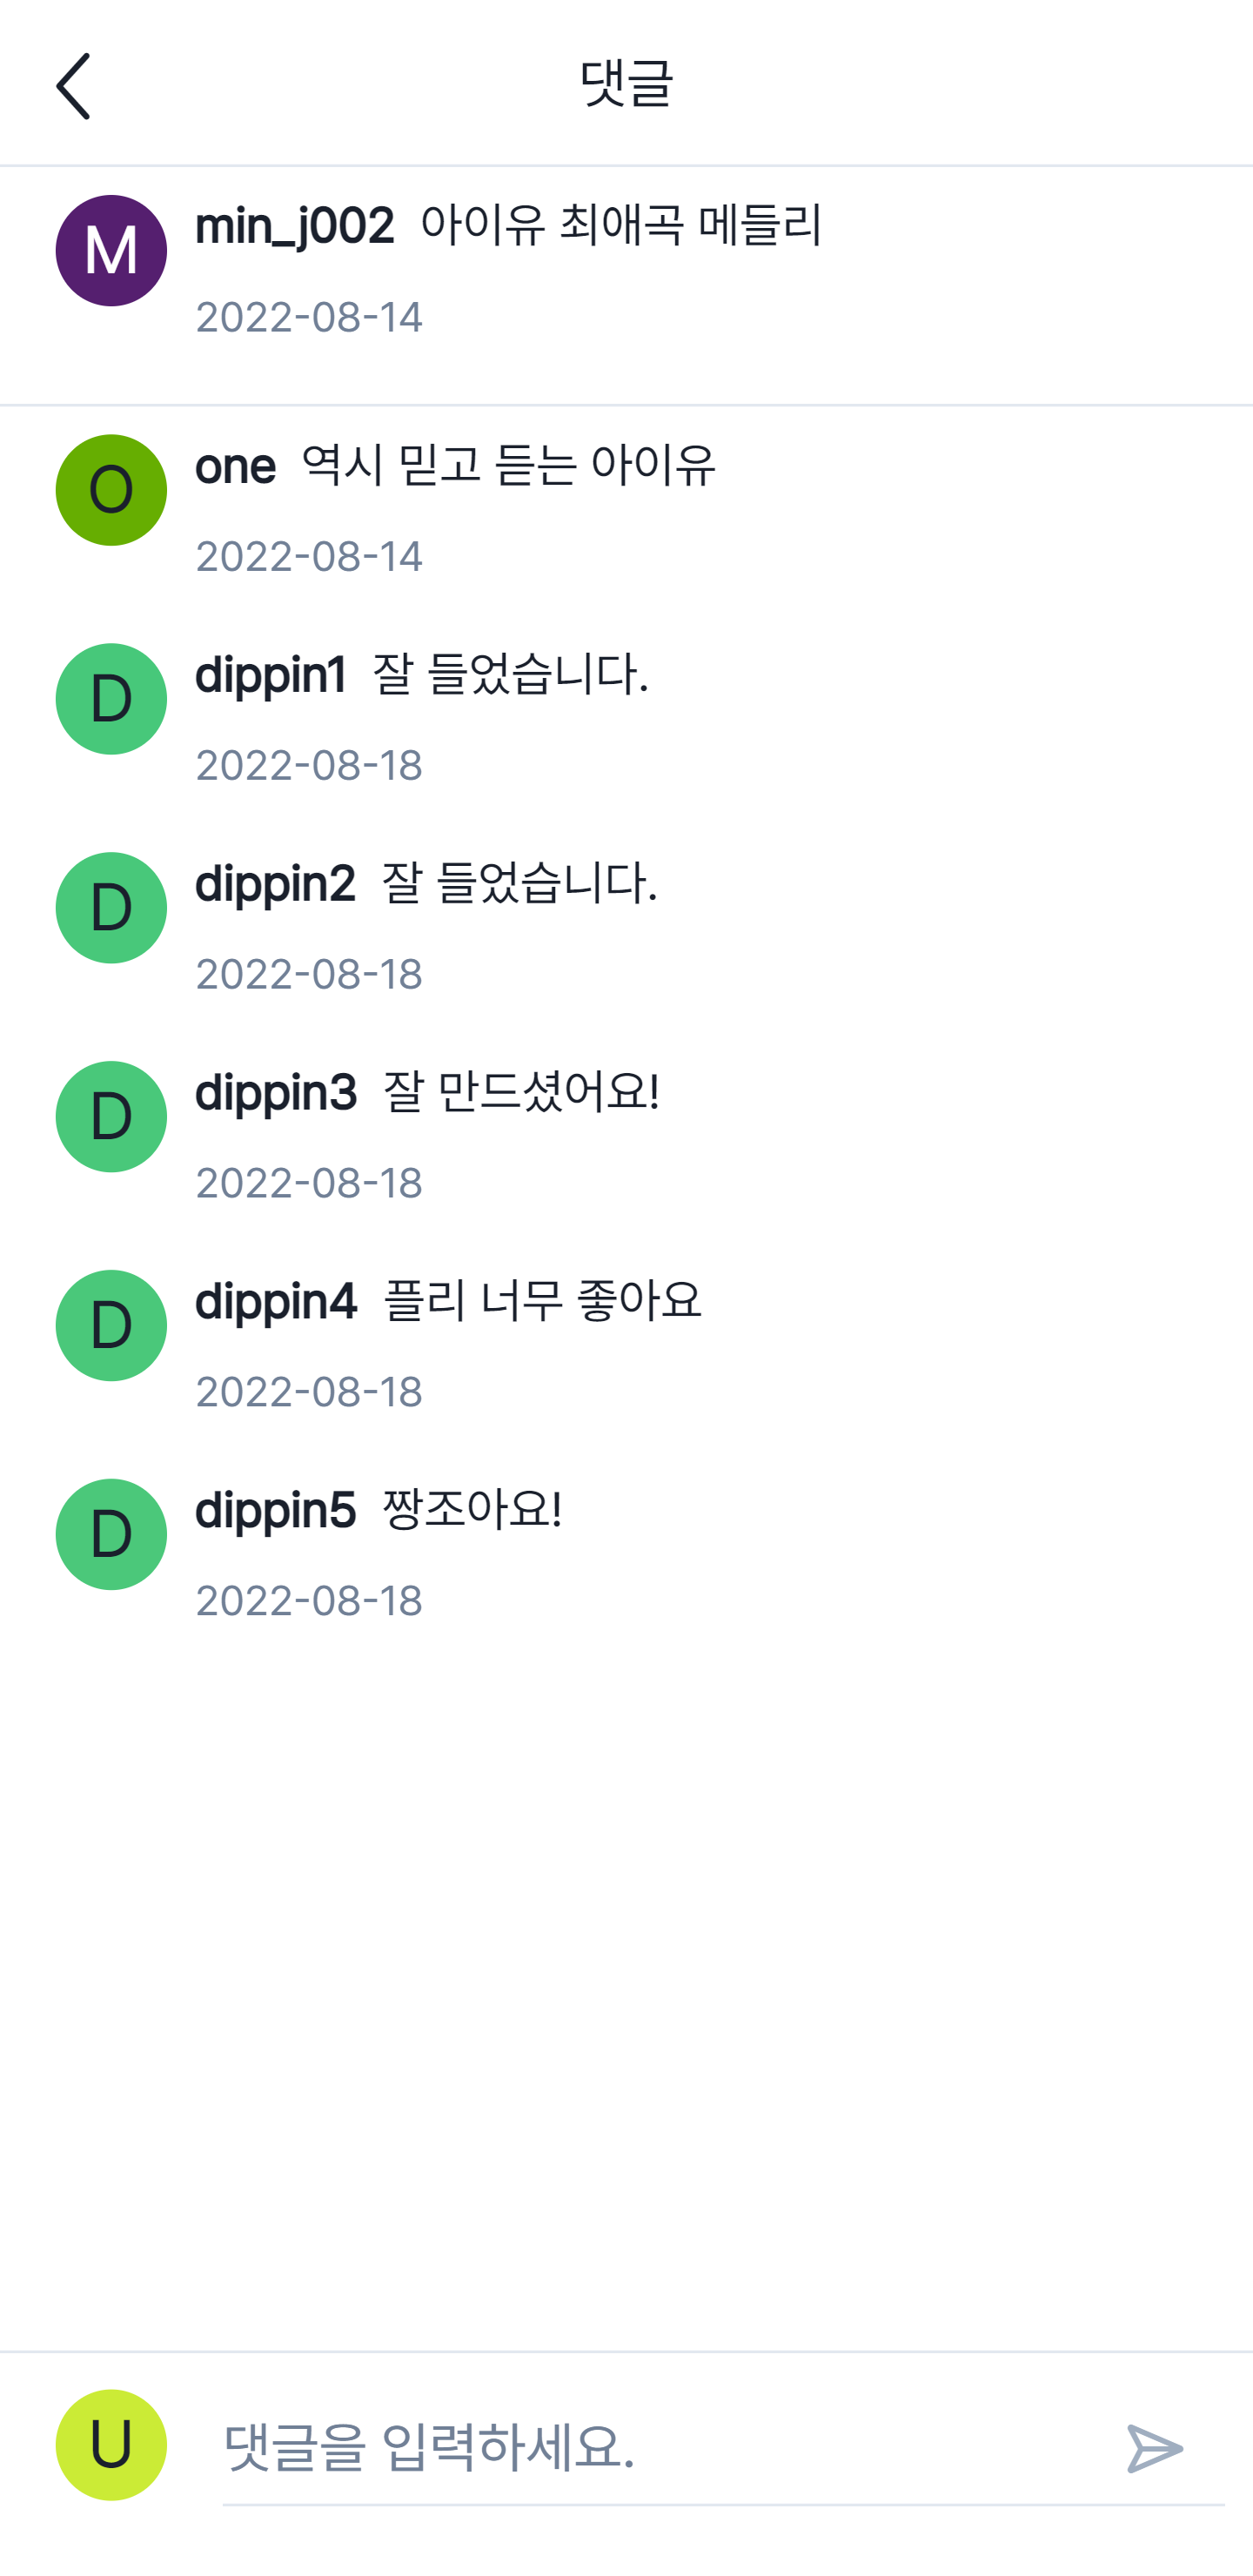 댓글
M
min_j002 아이유 최애곡 메들리
2022-08-14
O
one 역시 믿고 듣는 아이유
2022-08-14
D
dippin1 잘 들었습니다.
2022-08-18
D
dippin2 잘 들었습니다.
2022-08-18
D
dippin3 잘 만드셨어요!
2022-08-18
D
dippin4 플리 너무 좋아요
2022-08-18
D
dippin5 짱조아요!
2022-08-18
U
댓글을 입력하세요.